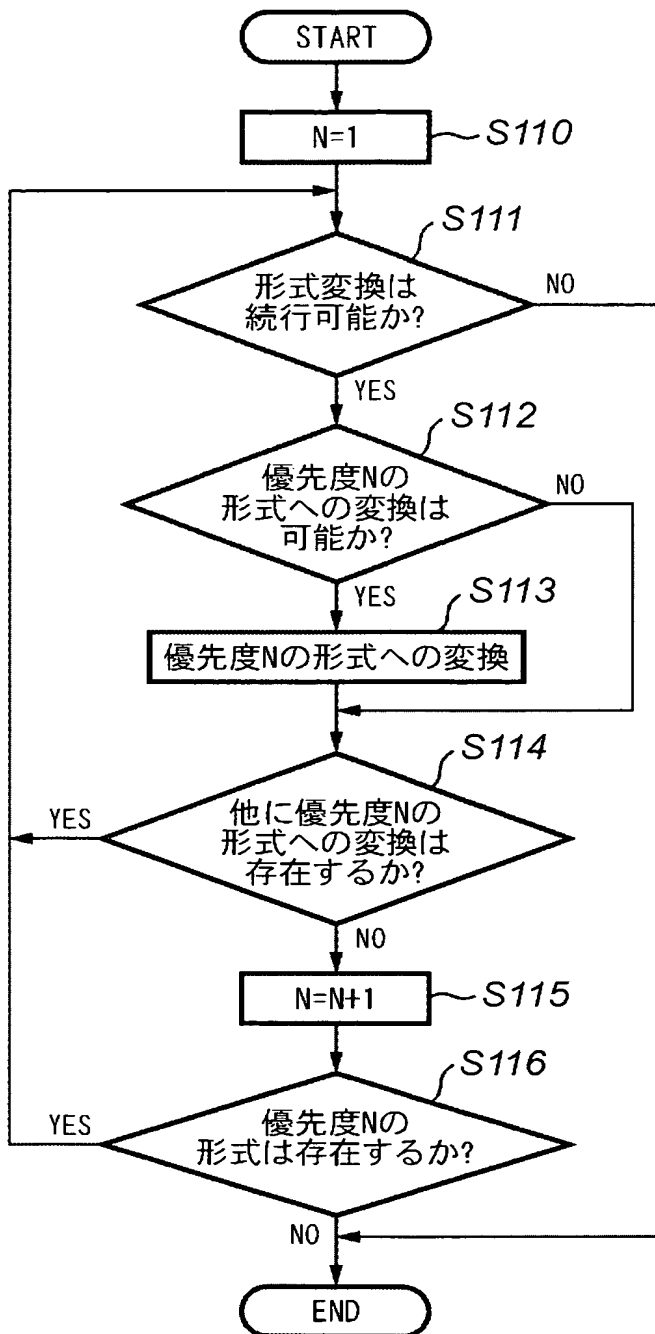 START
N=1
S110
S111
形式変換は
続行可能か?
NO
YES
S112
優先度Nの
形式への変換は
可能か?
NO
YES
S113
優先度Nの形式への変換
S114
他に優先度Nの
形式への変換は
存在するか?
YES
NO
N=N+1
S115
S116
優先度Nの
形式は存在するか?
YES
NO
END